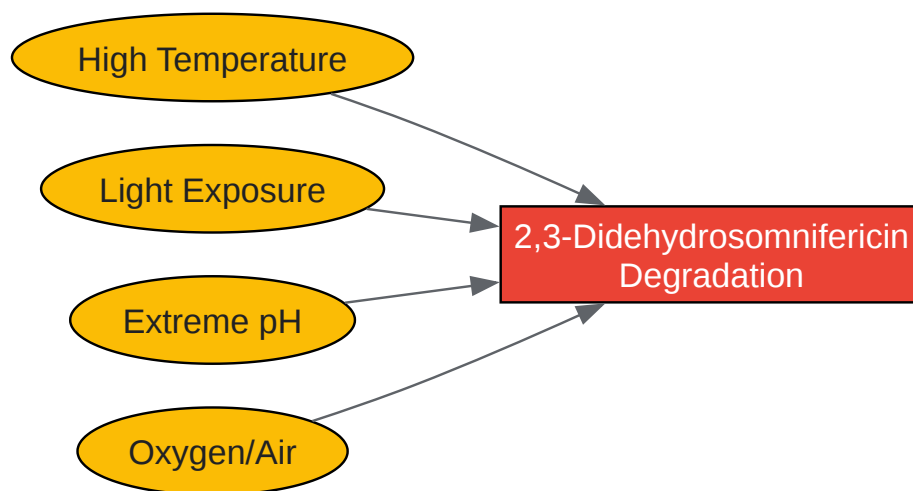 High Temperature
Light Exposure
2,3-Didehydrosomnifericin
Degradation
Extreme pH
Oxygen/Air